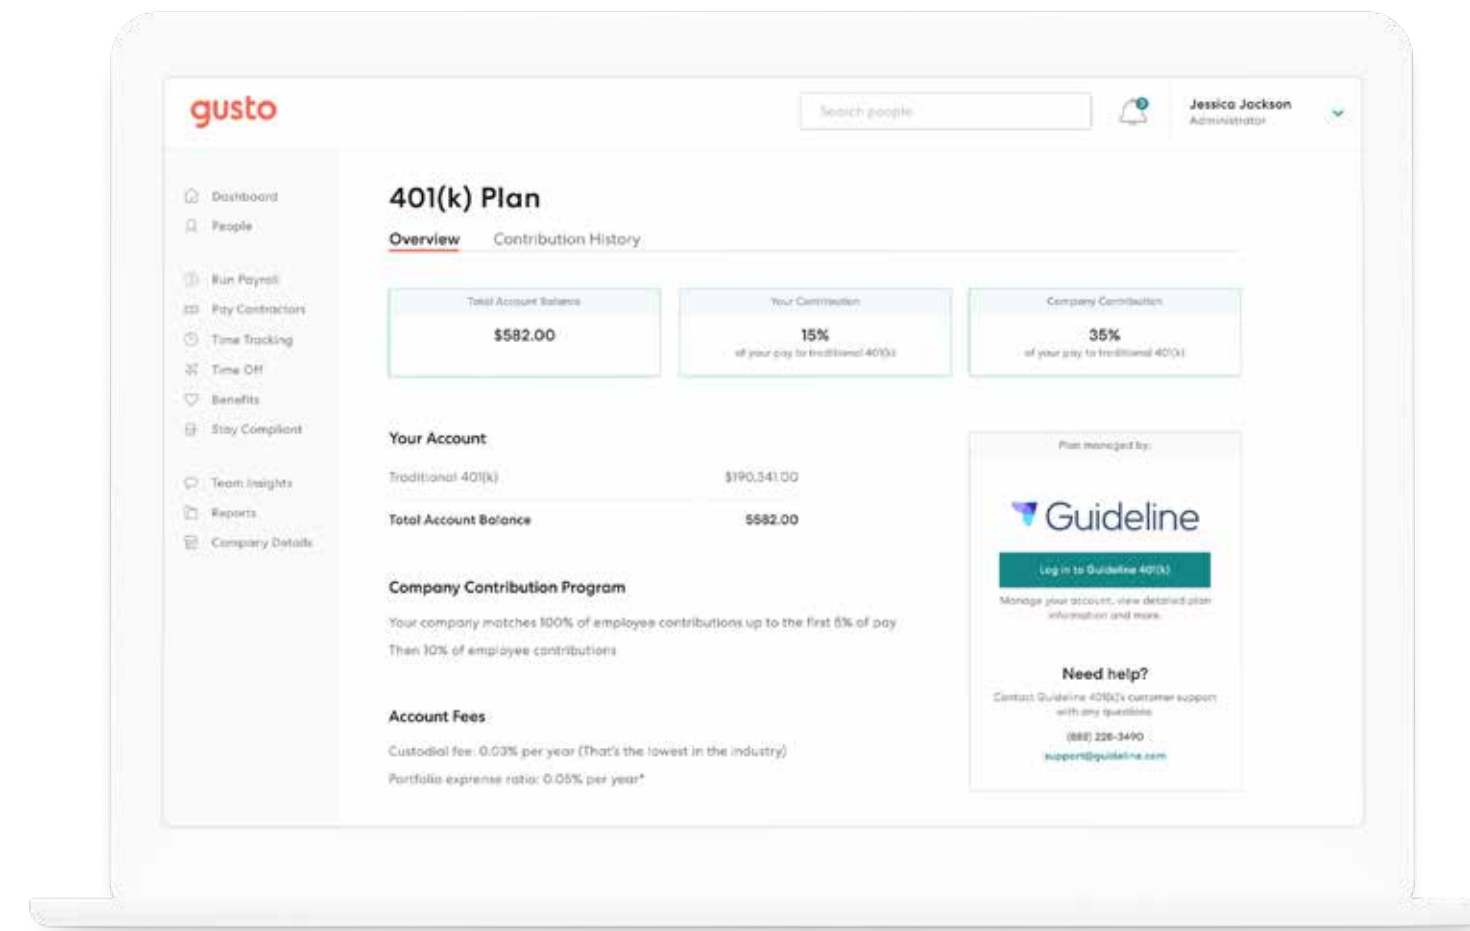 gusto
Search people
Jessica Jackson
Administrator
Dashboard
People
Run Payroll
Pay Contractors
Time Tracking
Time Off
Benefits
Stay Compliant
Team Insights
Reports
Company Details
401(k) Plan
Overview
Contribution History
Total Account Balance
$582.00
Your Contribution
15%
of your pay to traditional 401(k)
Company Contribution
35%
of your pay to traditional 401(k)
Your Account
Traditional 401(k)
$190,341.00
Total Account Balance
$582.00
Company Contribution Program
Your company matches 100% of employee contributions up to the first 5% of pay
Then 10% of employee contributions
Account Fees
Custodial fee: 0.03% per year (That's the lowest in the industry)
Portfolio exprense ratio: 0.05% per year*
Plan managed by:
Guideline
Log in to Guideline 401(k)
Manage your account, view detailed plan
information and more.
Need help?
Contact Guideline 401(k)'s customer support
with any questions
(888) 228-3490
support@guideline.com